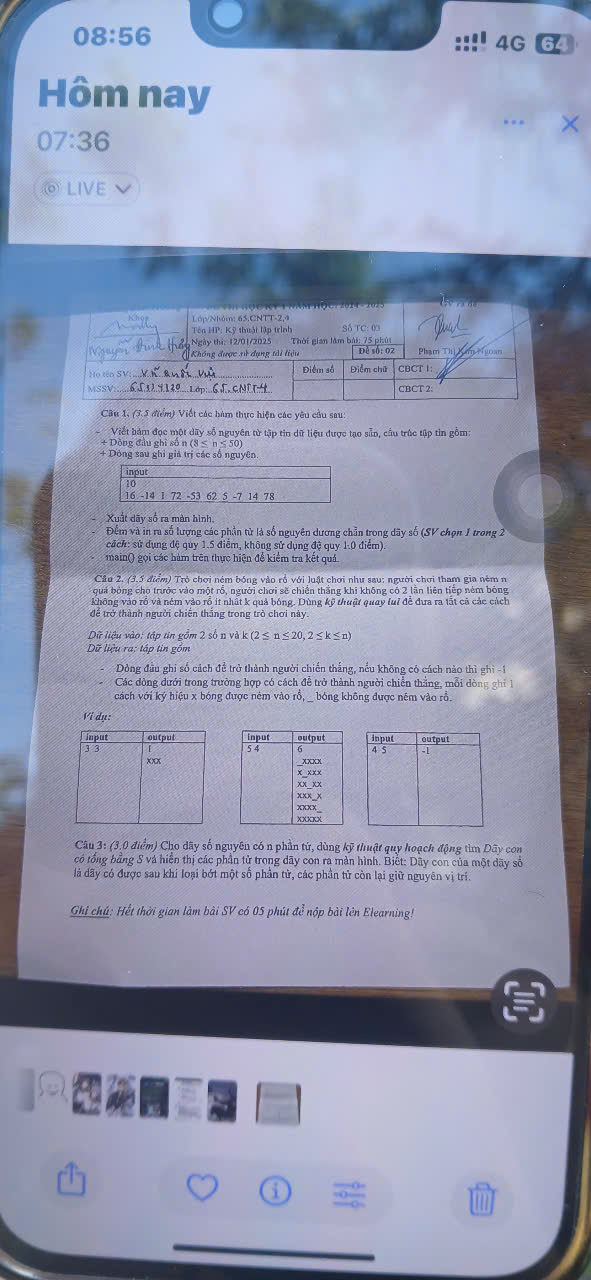 08:56
4G 64
Hôm nay
07:36
LIVE
THI HỌC KỲ 1 NĂM HỌC: 2024 - 2025
Lớp/Nhóm: 65.CNTT-2,4
Tên HP: Kỹ thuật lập trình Số TC: 03
Ngày thi: 12/01/2025 Thời gian làm bài: 75 phút
Không được sử dụng tài liệu Đề số: 02
Họ tên SV: Điểm số Điểm chữ CBCT 1:
MSSV: Lớp: 65.CNTT-4 CBCT 2:
Câu 1. (3.5 điểm) Viết các hàm thực hiện các yêu cầu sau:
- Viết hàm đọc một dãy số nguyên từ tập tin dữ liệu được tạo sẵn, cấu trúc tập tin gồm:
+ Dòng đầu ghi số n (8 ≤ n ≤ 50)
+ Dòng sau ghi giá trị các số nguyên.
input
10
16 -14 1 72 -53 62 5 -7 14 78
- Xuất dãy số ra màn hình.
- Đếm và in ra số lượng các phần tử là số nguyên dương chẵn trong dãy số (SV chọn 1 trong 2
cách: sử dụng đệ quy 1.5 điểm, không sử dụng đệ quy 1.0 điểm).
- main() gọi các hàm trên thực hiện để kiểm tra kết quả.
Câu 2. (3.5 điểm) Trò chơi ném bóng vào rổ với luật chơi như sau: người chơi tham gia ném n
quả bóng cho trước vào một rổ, người chơi sẽ chiến thắng khi không có 2 lần liên tiếp ném bóng
không vào rổ và ném vào rổ ít nhất k quả bóng. Dùng kỹ thuật quay lui để đưa ra tất cả các cách
để trở thành người chiến thắng trong trò chơi này.
Dữ liệu vào: tập tin gồm 2 số n và k (2 ≤ n ≤ 20, 2 ≤ k ≤ n)
Dữ liệu ra: tập tin gồm
- Dòng đầu ghi số cách để trở thành người chiến thắng, nếu không có cách nào thì ghi -1
- Các dòng dưới trong trường hợp có cách để trở thành người chiến thắng, mỗi dòng ghi 1
cách với ký hiệu x bóng được ném vào rổ, _ bóng không được ném vào rổ.
Ví dụ:
input output
3 3 1
xxx
input output
5 4 6
_xxxx
x_xxx
xx_xx
xxx_x
xxxx_
xxxxx
input output
4 5 -1
Câu 3: (3.0 điểm) Cho dãy số nguyên có n phần tử, dùng kỹ thuật quy hoạch động tìm Dãy con
có tổng bằng S và hiển thị các phần tử trong dãy con ra màn hình. Biết: Dãy con của một dãy số
là dãy có được sau khi loại bớt một số phần tử, các phần tử còn lại giữ nguyên vị trí.
Ghi chú: Hết thời gian làm bài SV có 05 phút để nộp bài lên Elearning!